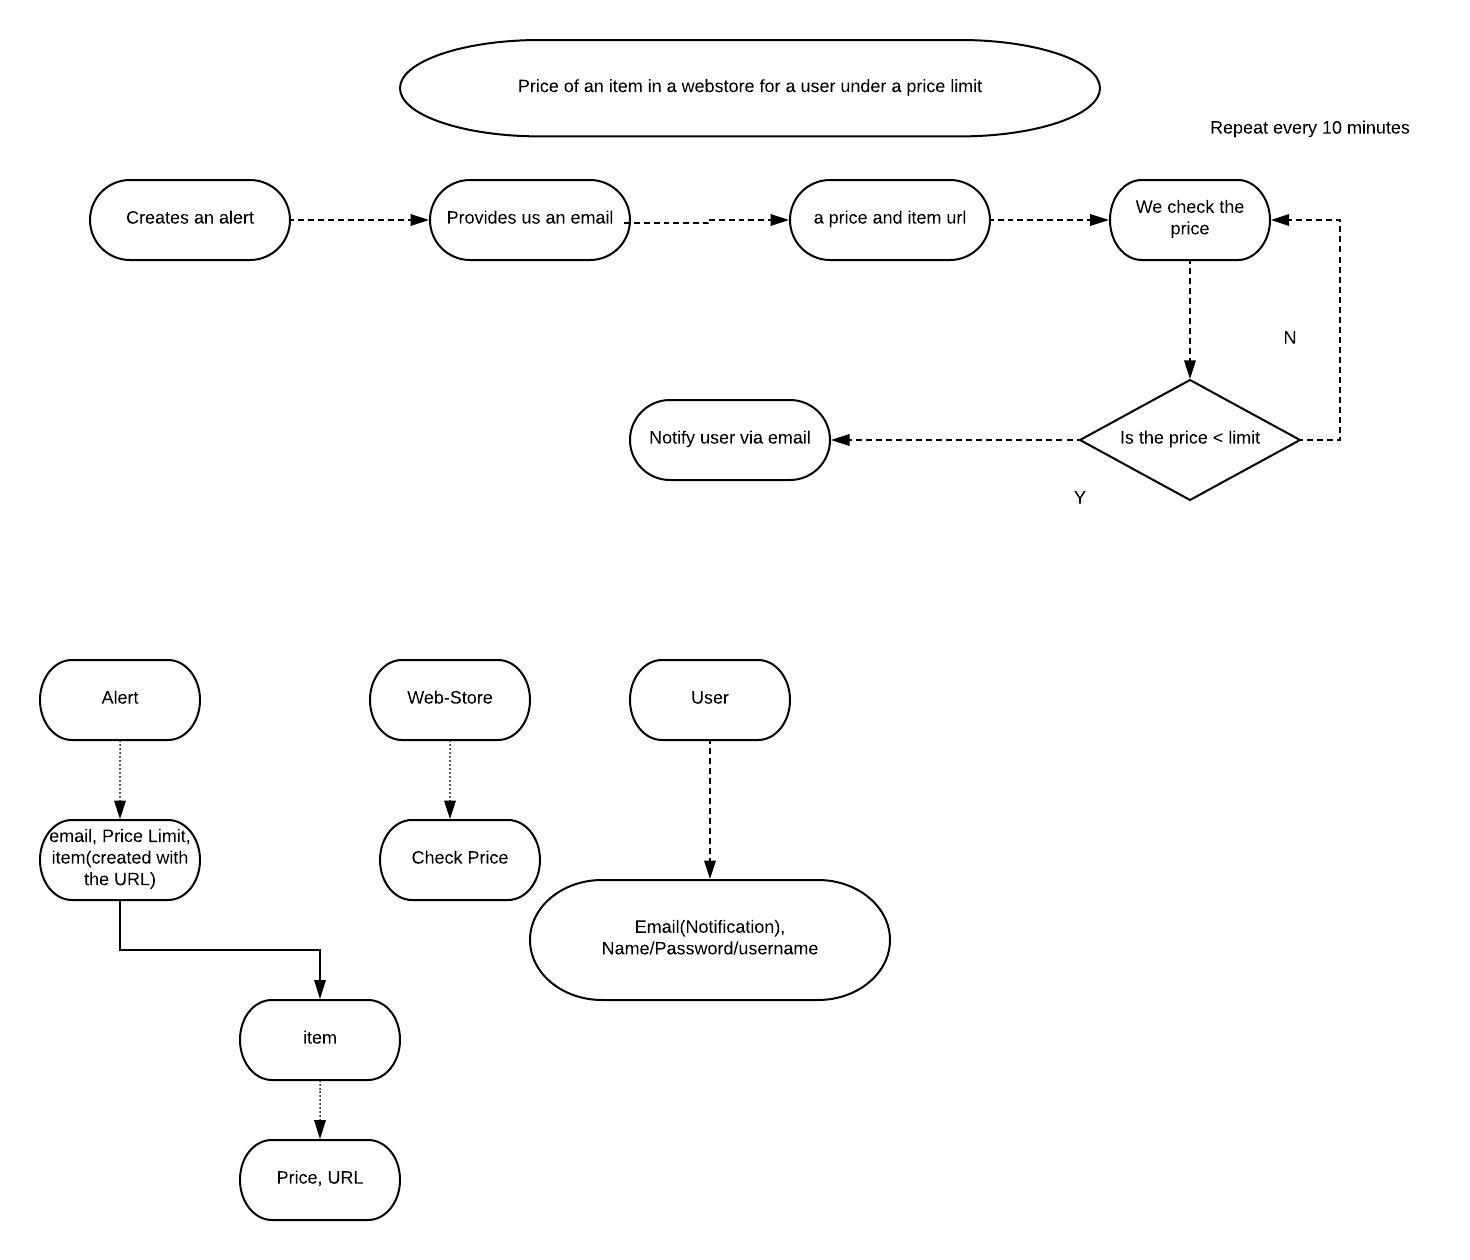 Price of an item in a webstore for a user under a price limit
Repeat every 10 minutes
Creates an alert
Provides us an email
a price and item url
We check the
price
N
Notify user via email
Is the price < limit
Y
Alert
Web-Store
User
email, Price Limit,
item(created with
the URL)
Check Price
Email(Notification),
Name/Password/username
item
Price, URL